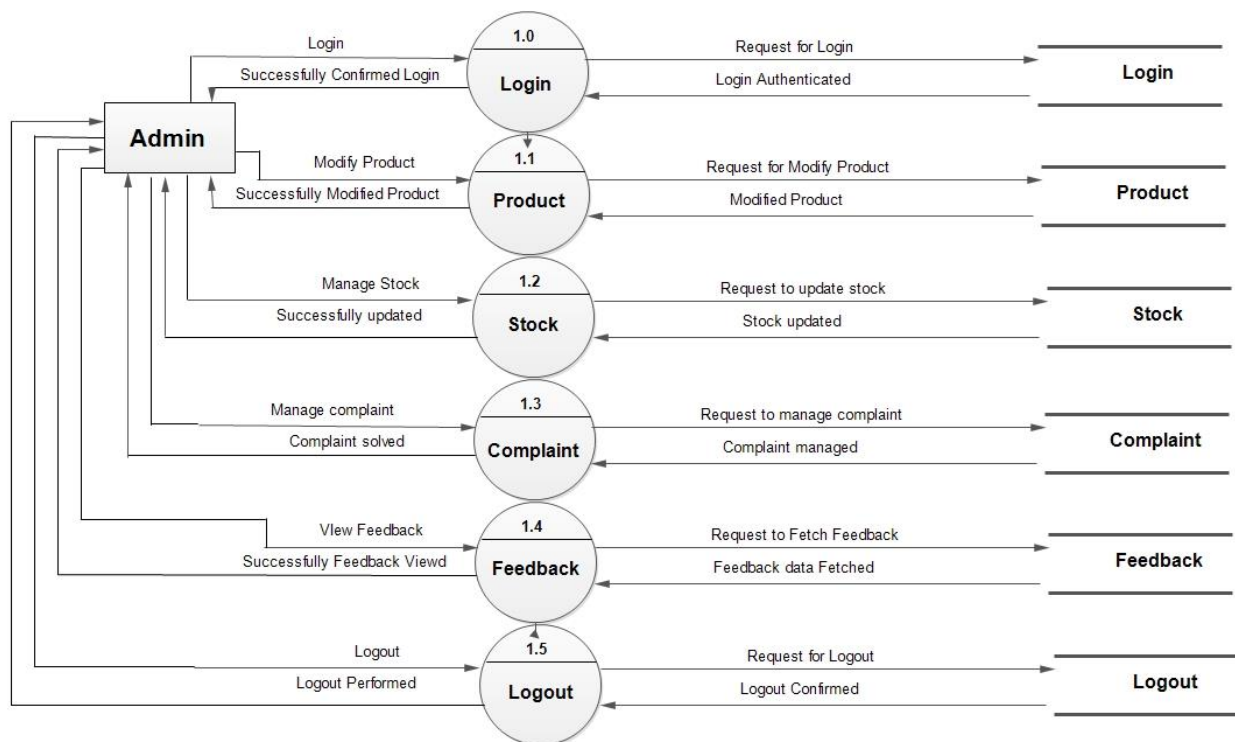 1.0
Login
Request for Login
Login
Successfully Confirmed Login
Login Authenticated
Login
Admin
1.1
Modify Product
Request for Modify Product
Product
Successfully Modified Product
Product
Modified Product
1.2
Manage Stock
Request to update stock
Successfully updated
Stock
Stock updated
Stock
1.3
Manage complaint
Request to manage complaint
Complaint
Complaint solved
Complaint
Complaint managed
1.4
VIew Feedback
Request to Fetch Feedback
Feedback
Successfully Feedback Viewd
Feedback
Feedback data Fetched
1.5
Logout
Request for Logout
Logout
Logout Performed
Logout
Logout Confirmed